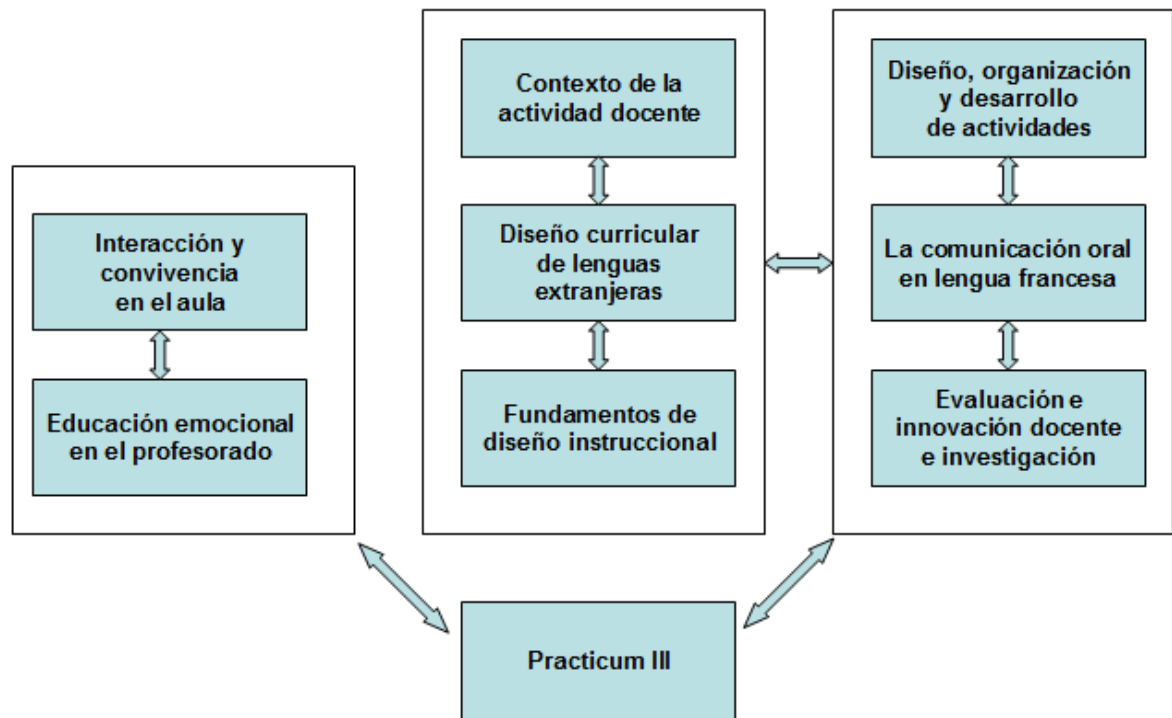 Contexto de la
actividad docente
Diseño curricular
de lenguas
extranjeras
Fundamentos de
diseño instruccional
Diseño, organización
y desarrollo
de actividades
La comunicación oral
en lengua francesa
Evaluación e
innovación docente
e investigación
Interacción y
convivencia
en el aula
Educación emocional
en el profesorado
Practicum III